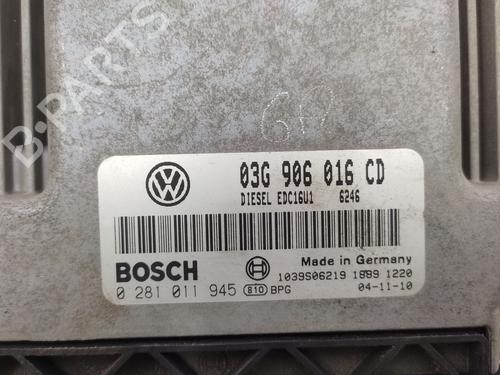 B-PARTS
03G 906 016 CD
DIESEL EDC16U1 6246
BOSCH
Made in Germany
1039S06219 1889 1220
0 281 011 945 810 BPG 04-11-10